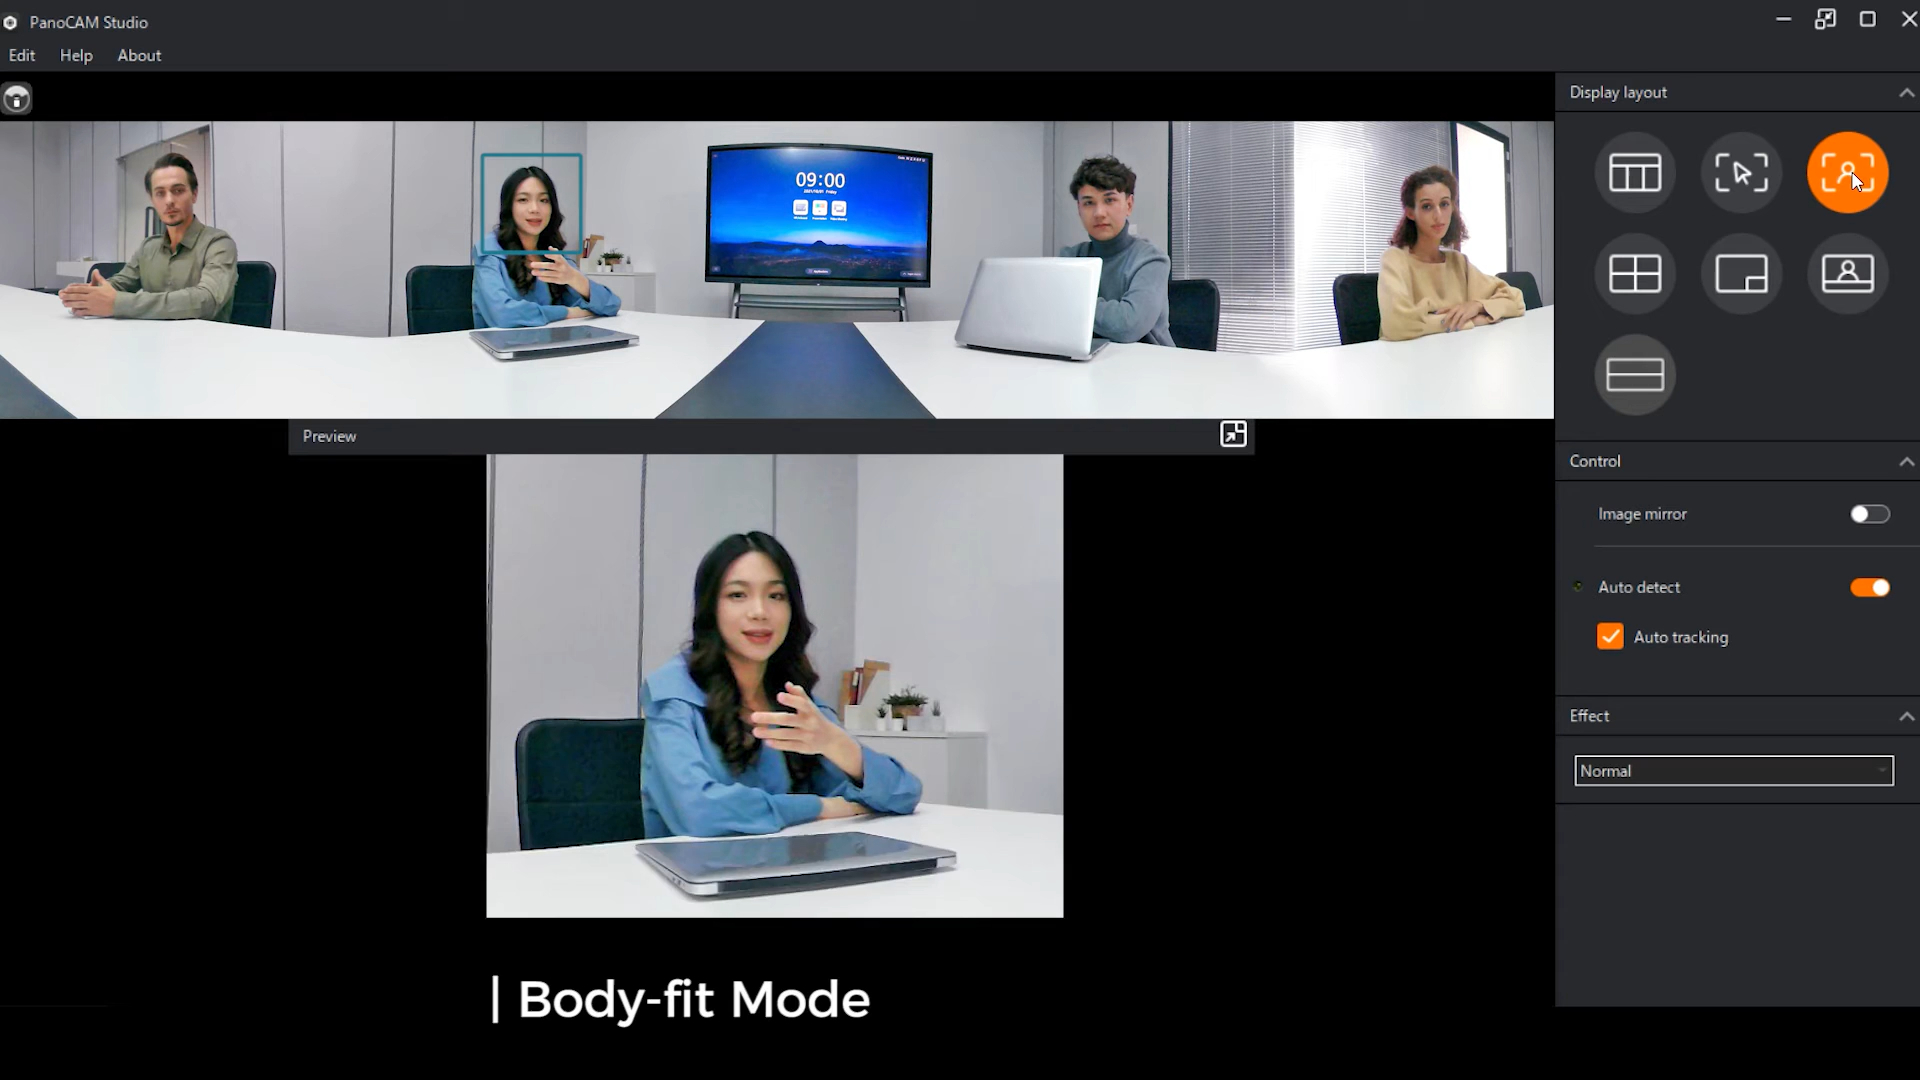 PanoCAM Studio
Edit Help About
Display layout
09:00
Preview
Control
Image mirror
Auto detect
Auto tracking
Effect
Normal
| Body-fit Mode